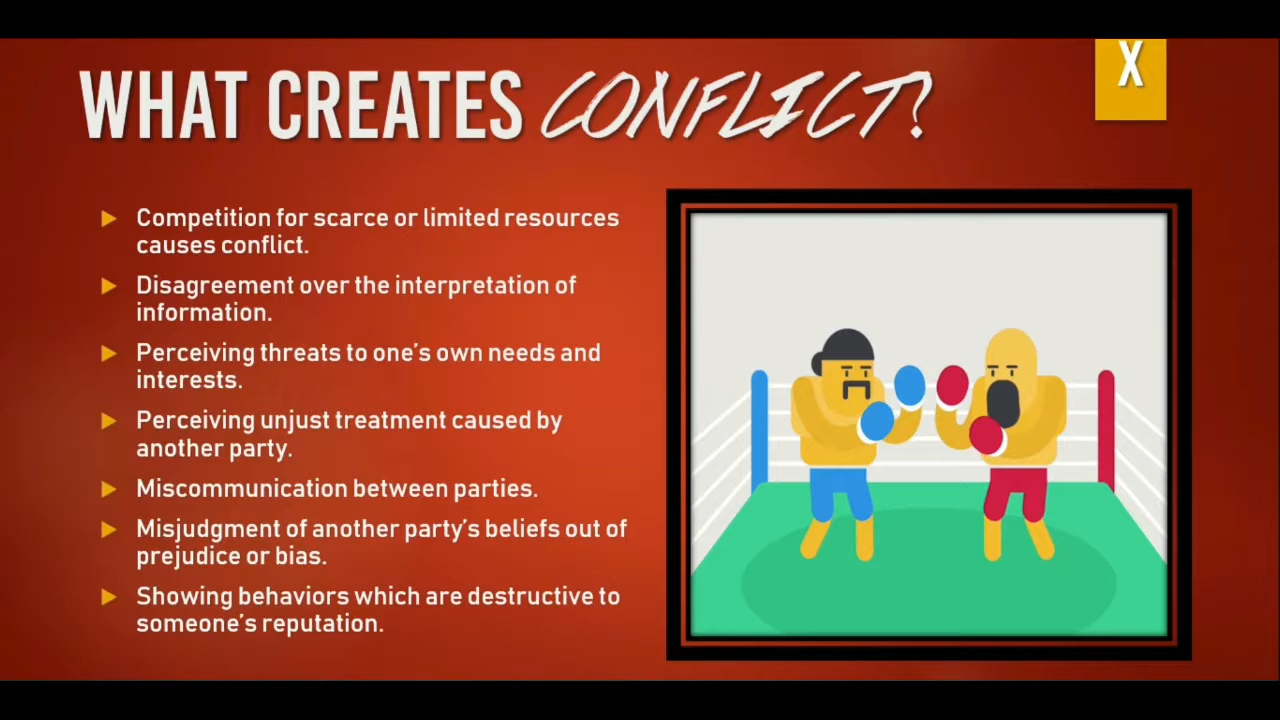 WHAT CREATES CONFLICT?
X
Competition for scarce or limited resources
causes conflict.
Disagreement over the interpretation of
information.
Perceiving threats to one's own needs and
interests.
Perceiving unjust treatment caused by
another party.
Miscommunication between parties.
Misjudgment of another party's beliefs out of
prejudice or bias.
Showing behaviors which are destructive to
someone's reputation.